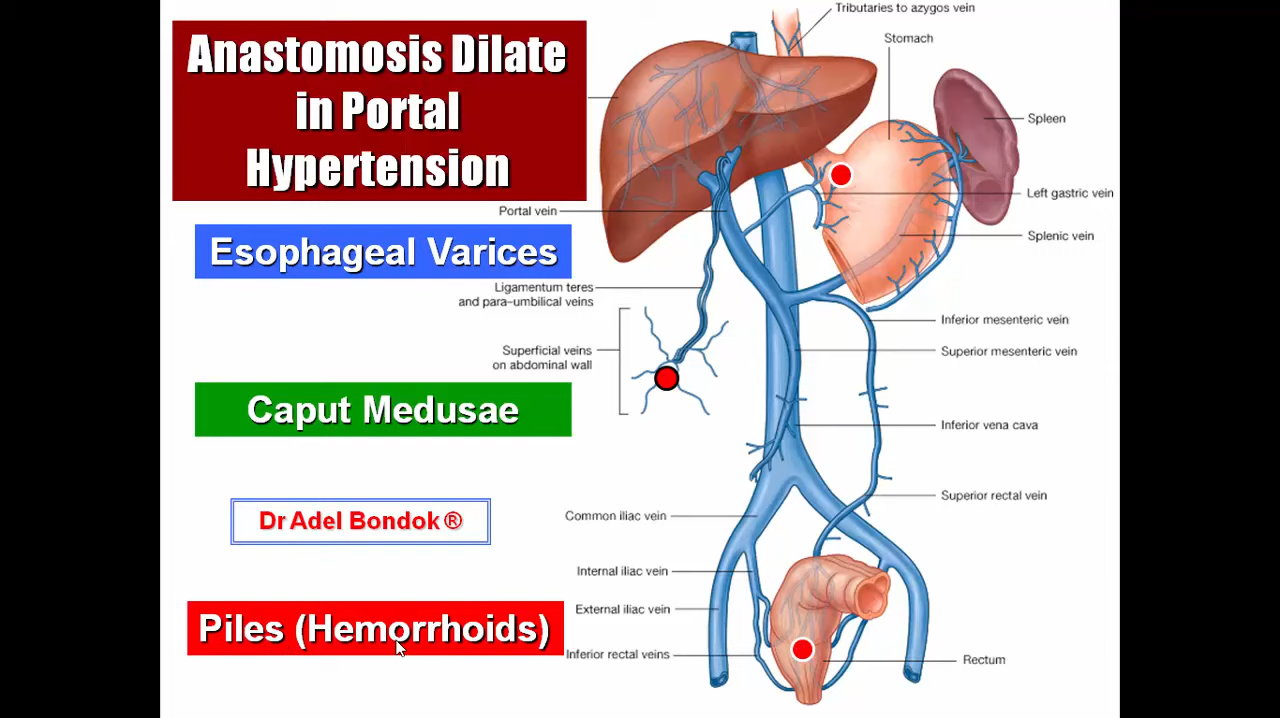 Anastomosis Dilate
in Portal
Hypertension
Esophageal Varices
Caput Medusae
Dr Adel Bondok®
Piles (Hemorrhoids)
Tributaries to azygos vein
Stomach
Spleen
Left gastric vein
Splenic vein
Portal vein
Ligamentum teres
and para–umbilical veins
Superficial veins
on abdominal wall
Inferior mesenteric vein
Superior mesenteric vein
Inferior vena cava
Superior rectal vein
Common iliac vein
Internal iliac vein
External iliac vein
Inferior rectal veins
Rectum